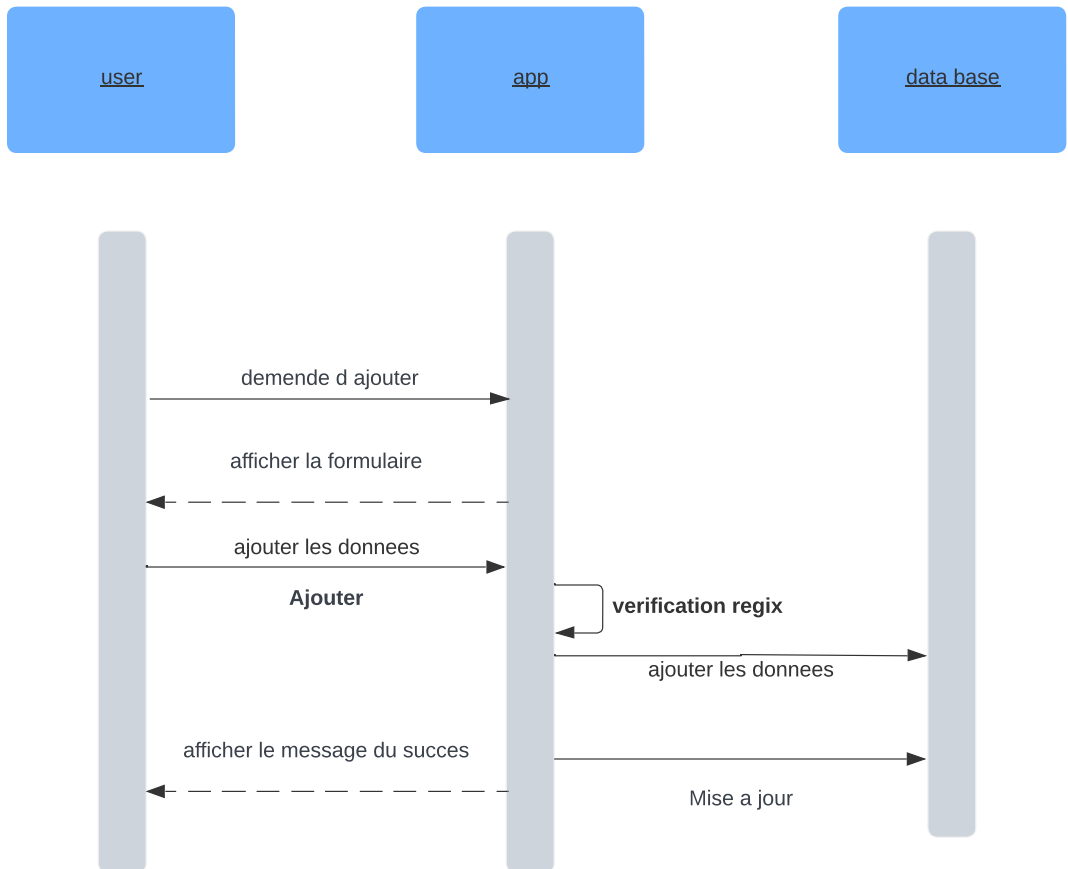 user
app
data base
demende d ajouter
afficher la formulaire
ajouter les donnees
Ajouter
verification regix
ajouter les donnees
afficher le message du succes
Mise a jour